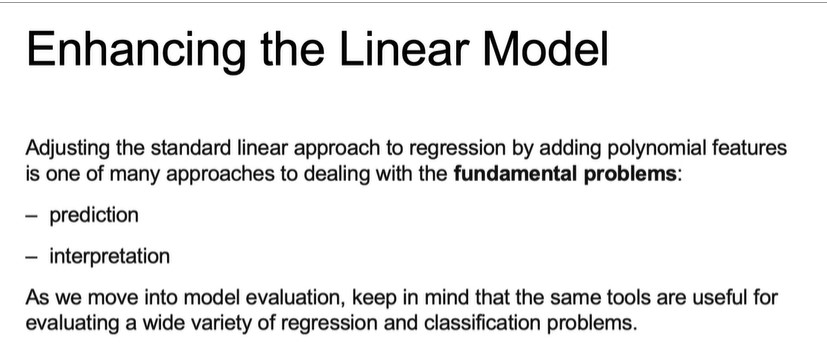 Enhancing the Linear Model
Adjusting the standard linear approach to regression by adding polynomial features
is one of many approaches to dealing with the fundamental problems:
– prediction
– interpretation
As we move into model evaluation, keep in mind that the same tools are useful for
evaluating a wide variety of regression and classification problems.